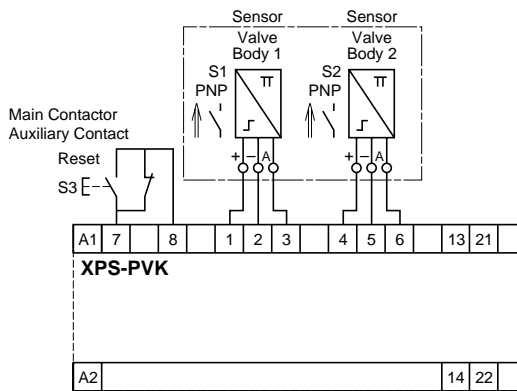 Sensor Sensor
Valve Body 1 Valve Body 2
S1 PNP S2 PNP
Main Contactor
Auxiliary Contact
Reset
S3
+ − A + − A
A1 7 8 1 2 3 4 5 6 13 21
XPS-PVK
A2 14 22